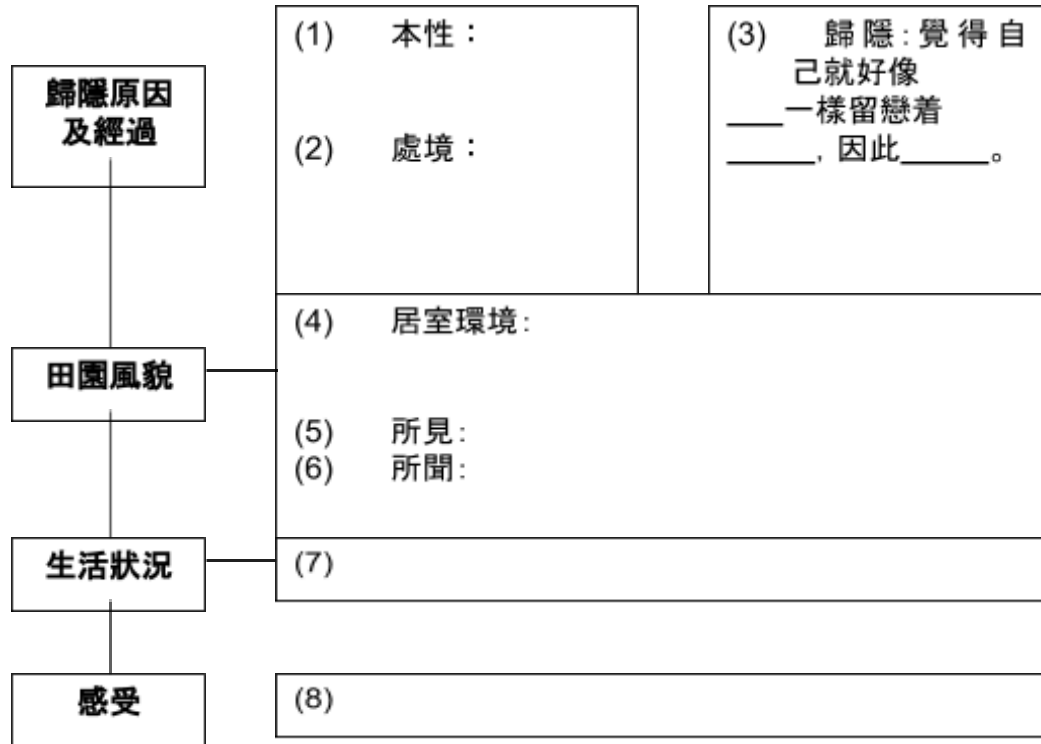 歸隱原因
及經過
(1) 本性：
(2) 處境：
(3) 歸隱:覺得自
己就好像
____一樣留戀着
______, 因此______。
田園風貌
(4) 居室環境:
(5) 所見:
(6) 所聞:
生活狀況
(7)
感受
(8)